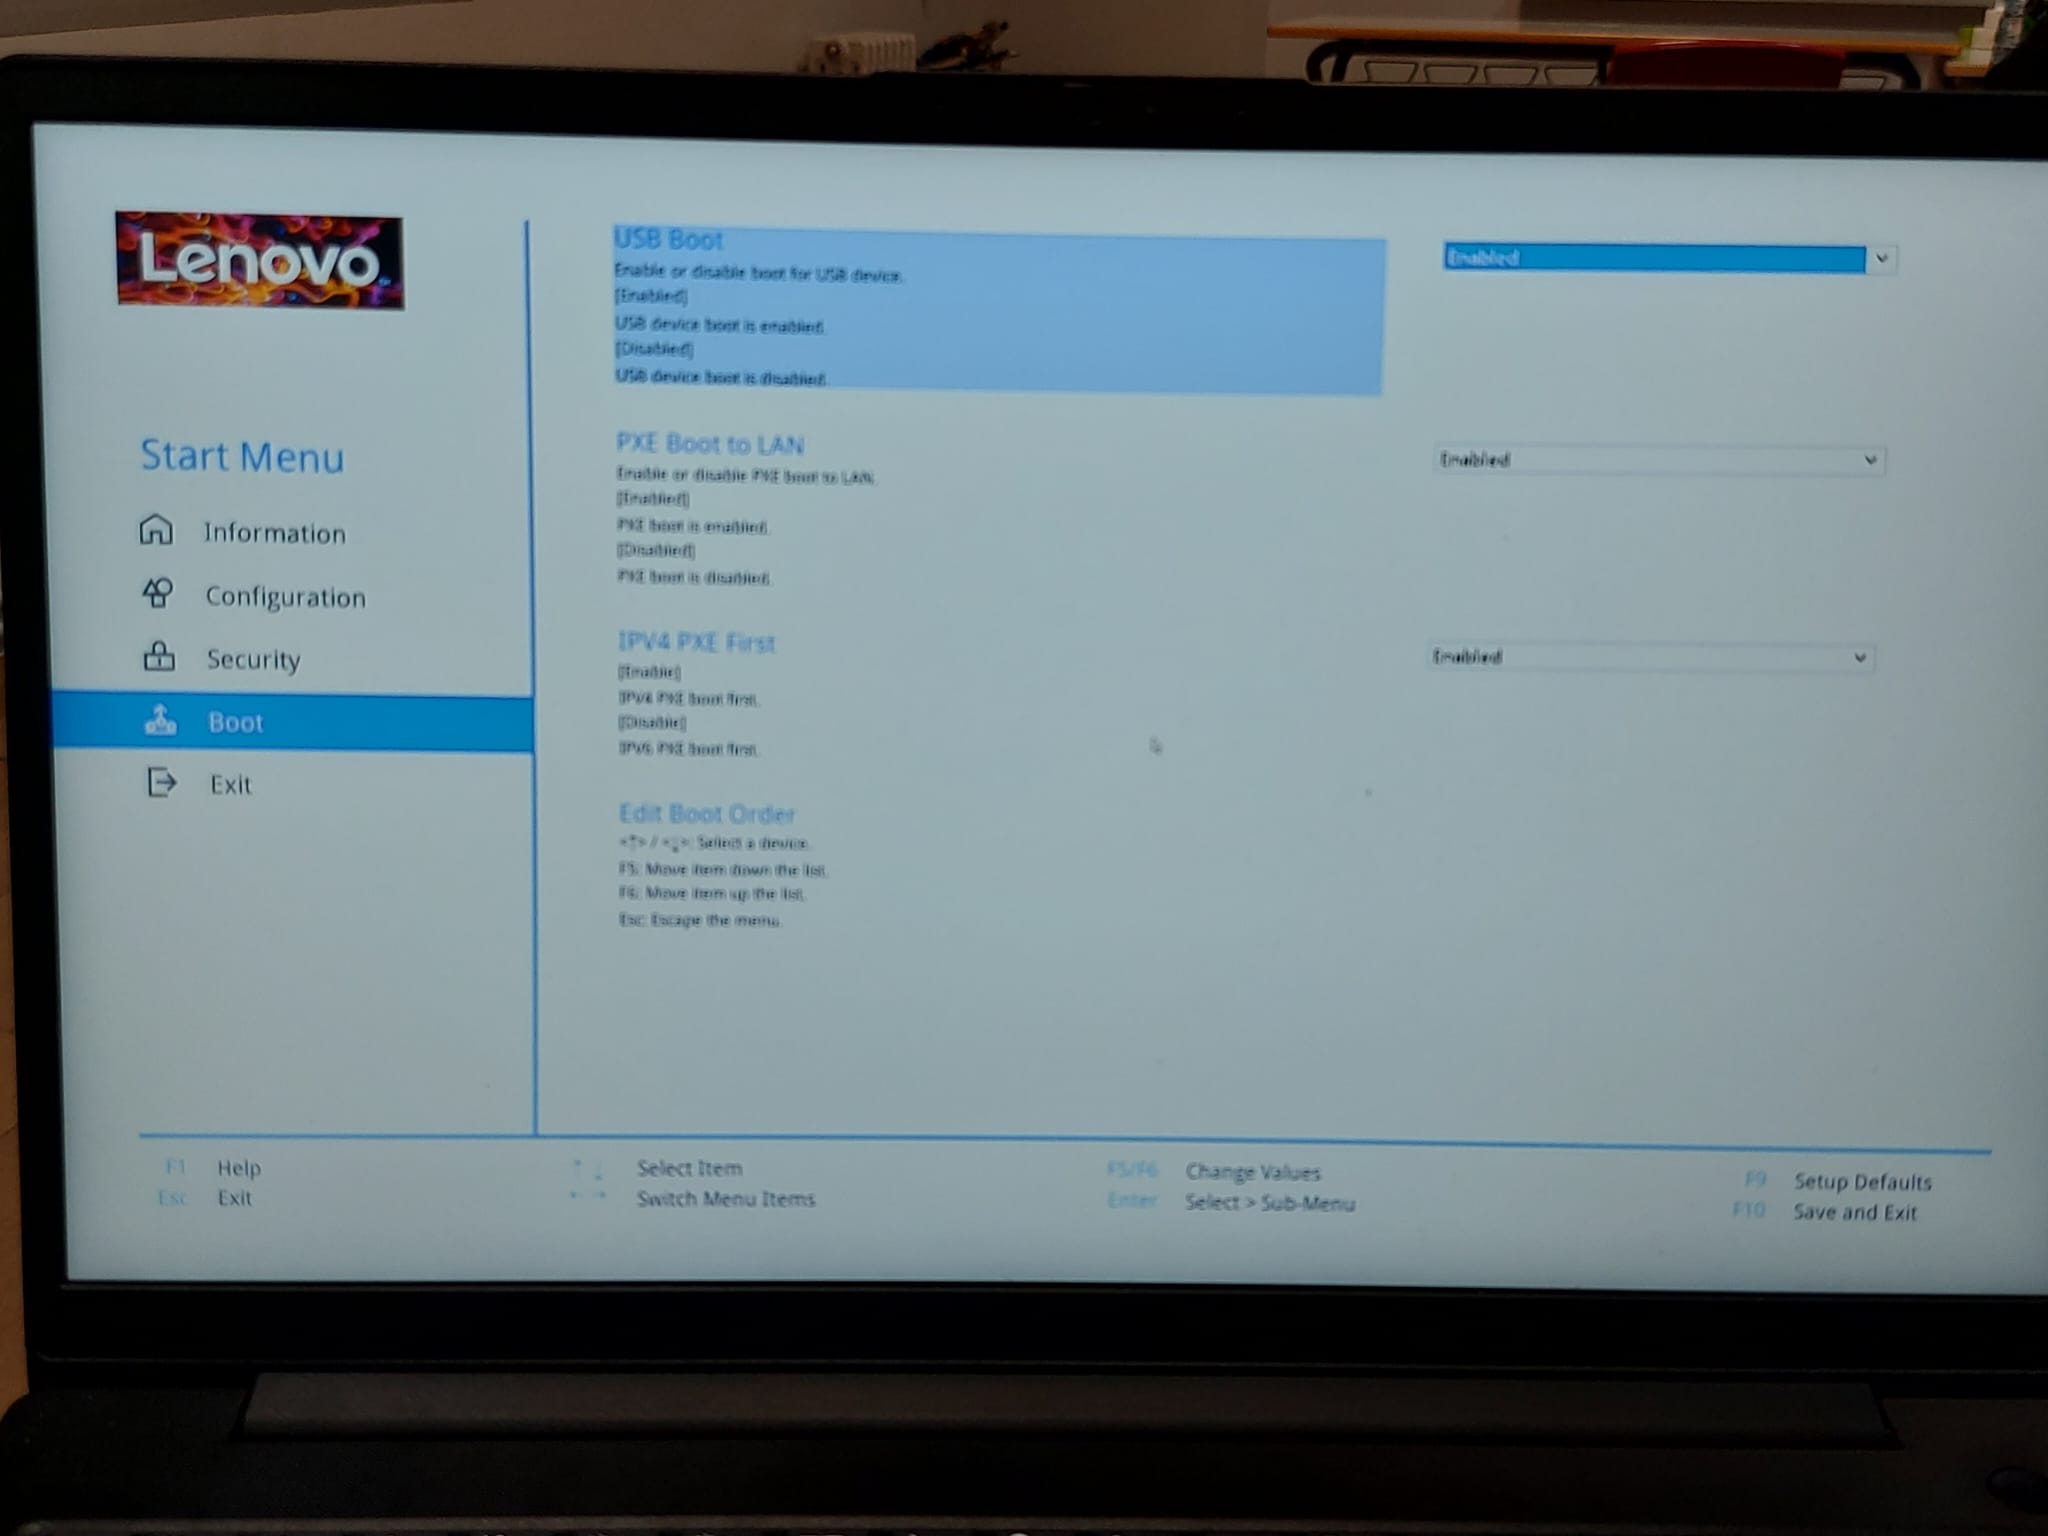 Lenovo
Start Menu
Information
Configuration
Security
Boot
Exit
USB Boot
Enabled
Enable or disable boot for USB device.
[Enabled]
USB device boot is enabled.
[Disabled]
USB device boot is disabled.
PXE Boot to LAN
Enabled
Enable or disable PXE boot to LAN.
[Enabled]
PXE boot is enabled.
[Disabled]
PXE boot is disabled.
IPV4 PXE First
Enabled
[Enable]
IPV4 PXE boot first.
[Disable]
IPV6 PXE boot first.
Edit Boot Order
<↑> / <↓>: Select a device.
F5: Move item down the list.
F6: Move item up the list.
Esc: Escape the menu.
F1 Help
Esc Exit
↑ ↓ Select Item
← → Switch Menu Items
F5/F6 Change Values
Enter Select > Sub-Menu
F9 Setup Defaults
F10 Save and Exit